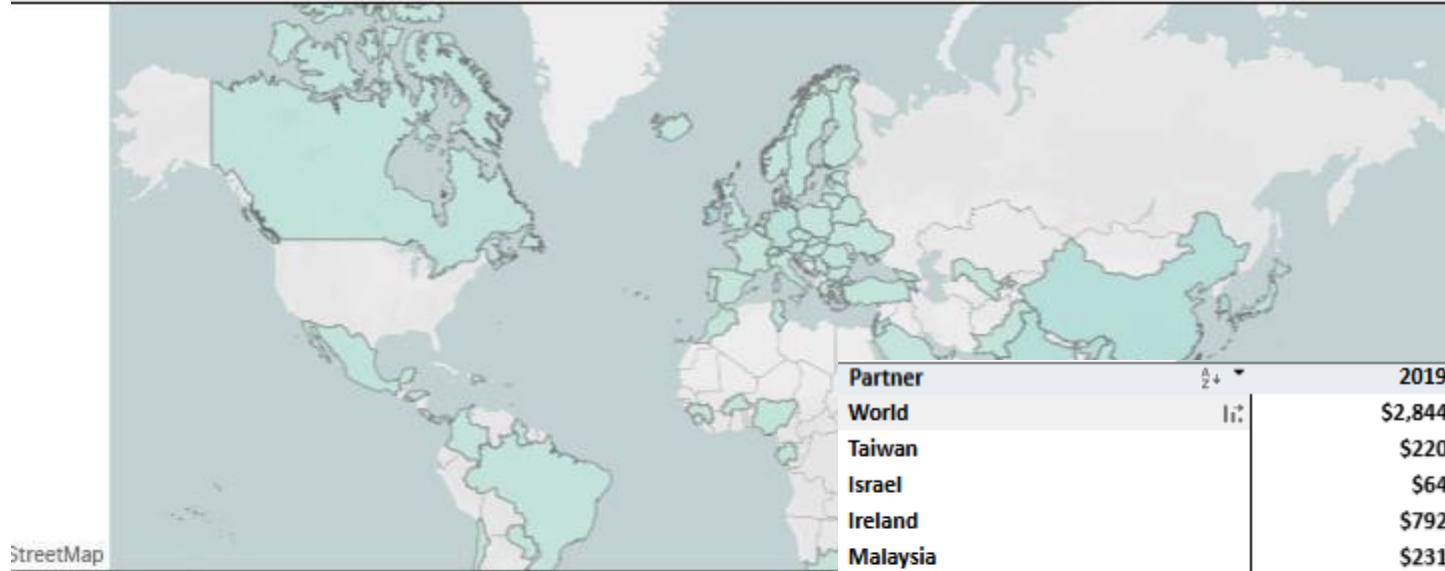 StreetMap
Partner 2019
World $2,844
Taiwan $220
Israel $64
Ireland $792
Malaysia $231